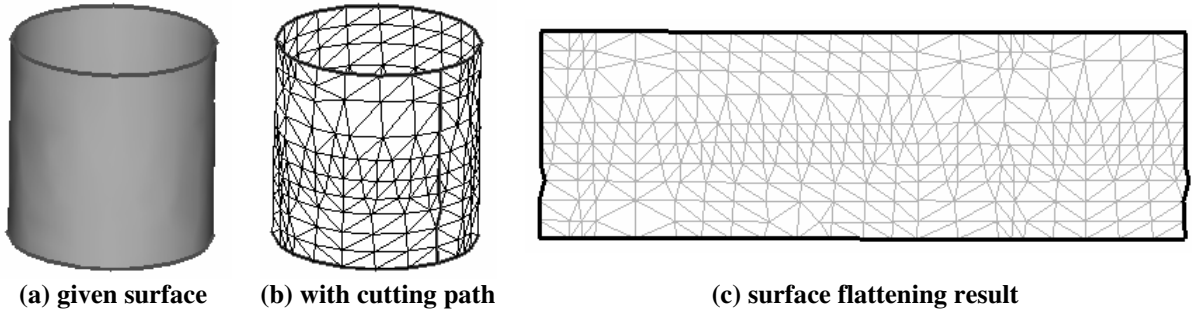 (a) given surface
(b) with cutting path
(c) surface flattening result